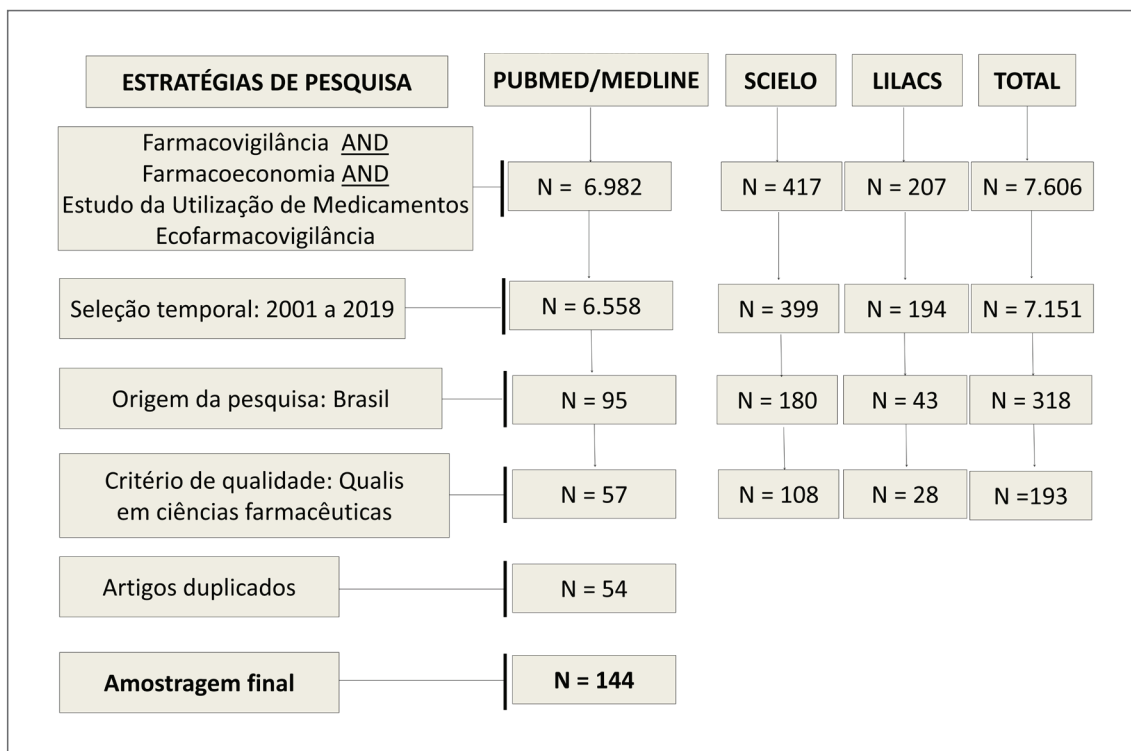 ESTRATÉGIAS DE PESQUISA
PUBMED/MEDLINE
SCIELO
LILACS
TOTAL
Farmacovigilância AND
Farmacoeconomia AND
Estudo da Utilização de Medicamentos
Ecofarmacovigilância
N = 6.982
N = 417
N = 207
N = 7.606
Seleção temporal: 2001 a 2019
N = 6.558
N = 399
N = 194
N = 7.151
Origem da pesquisa: Brasil
N = 95
N = 180
N = 43
N = 318
Critério de qualidade: Qualis
em ciências farmacêuticas
N = 57
N = 108
N = 28
N =193
Artigos duplicados
N = 54
Amostragem final
N = 144